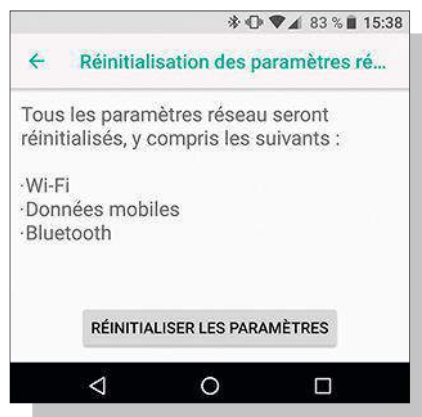 83 % 15:38
Réinitialisation des paramètres ré...
Tous les paramètres réseau seront
réinitialisés, y compris les suivants :
·Wi-Fi
·Données mobiles
·Bluetooth
RÉINITIALISER LES PARAMÈTRES